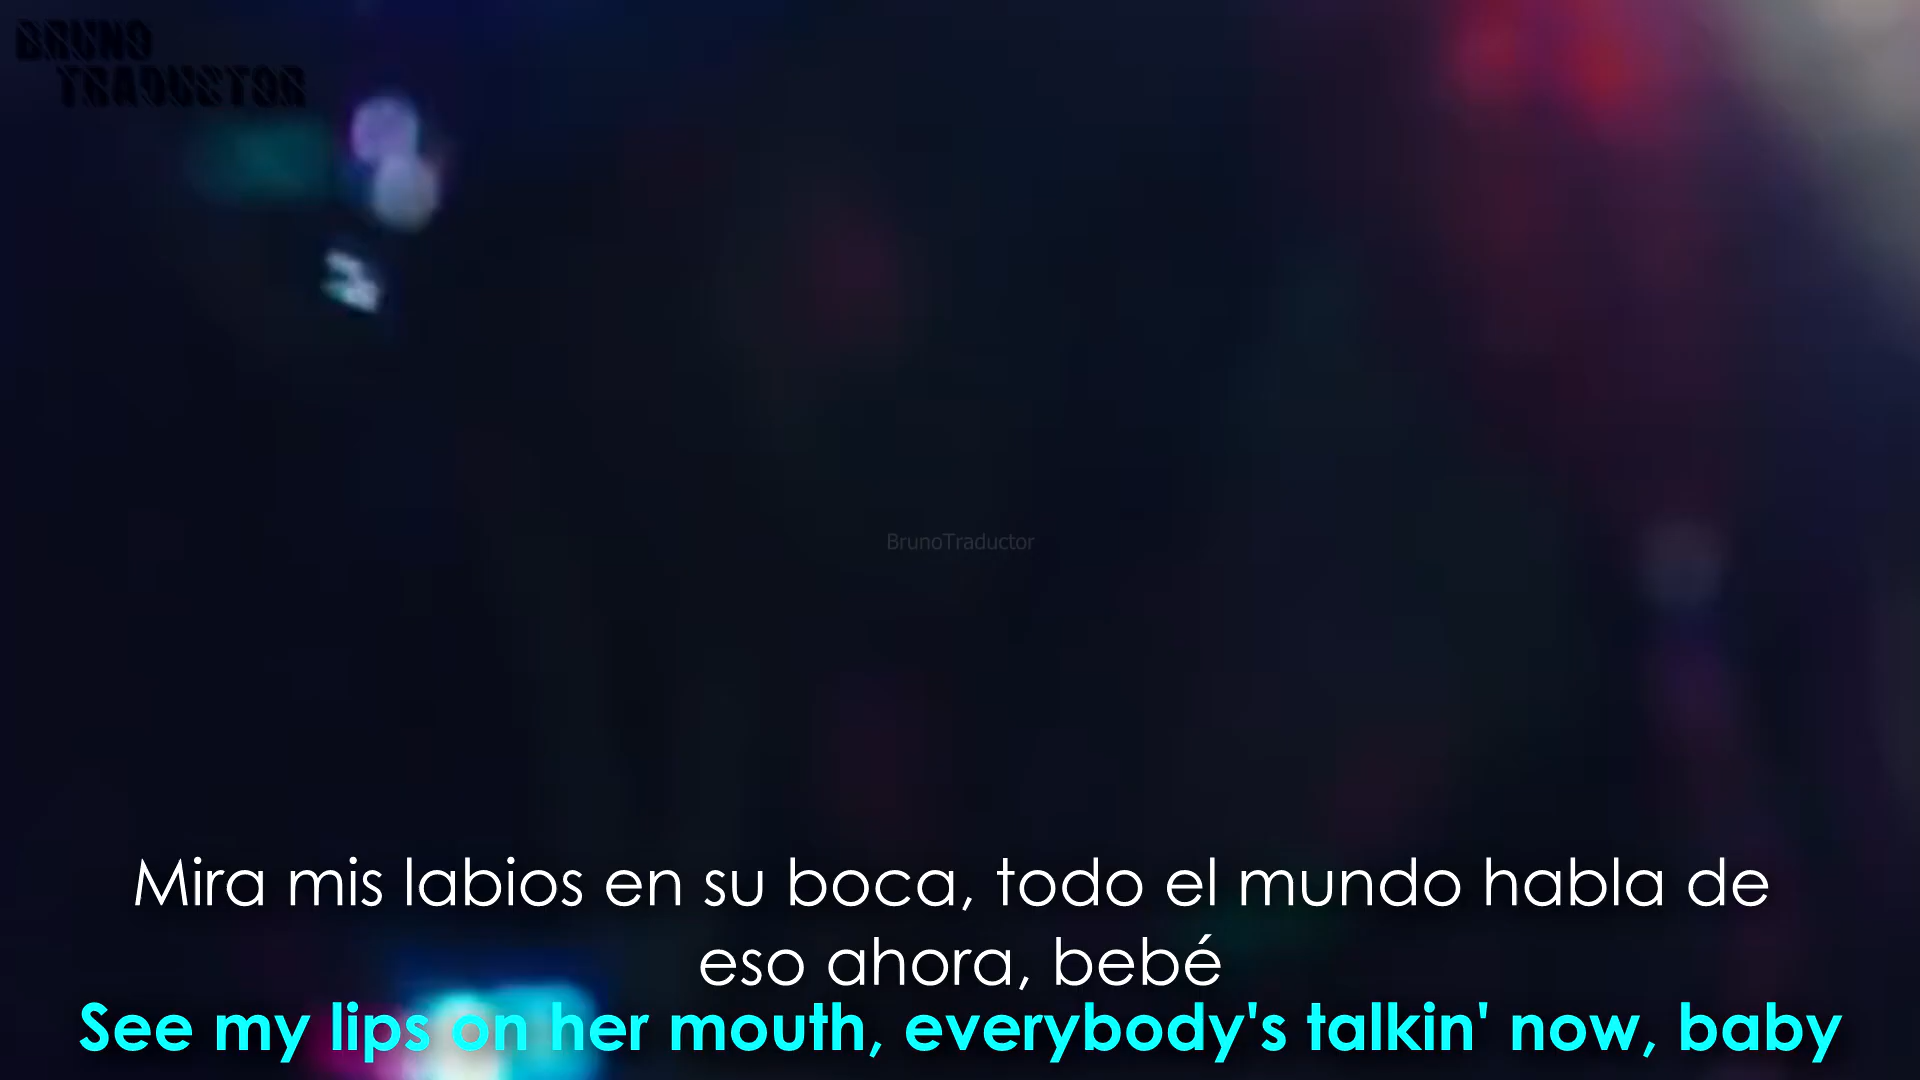 BRUNO
TRADUCTOR
BrunoTraductor
Mira mis labios en su boca, todo el mundo habla de
eso ahora, bebé
See my lips on her mouth, everybody's talkin' now, baby